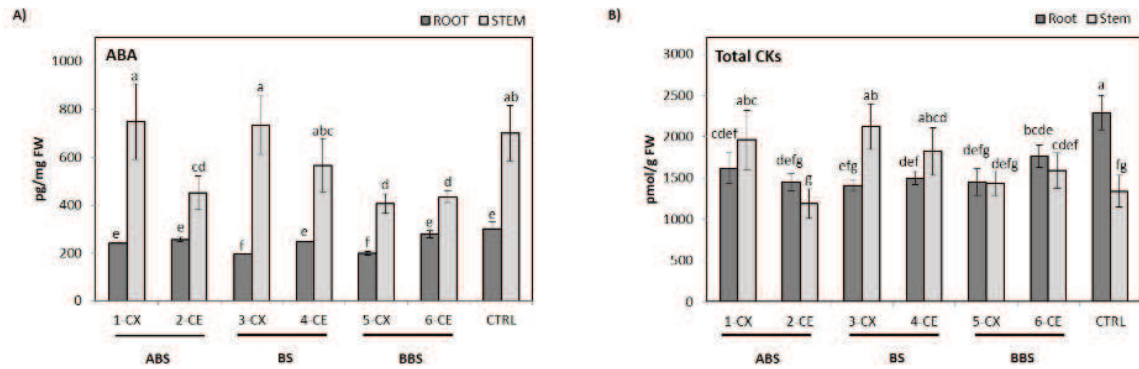 A)
ROOT STEM
ABA
1000
800
600
400
200
0
pg/mg FW
a
e
cd
e
a
f
abc
e
d
f
d
e
ab
e
1-CX 2-CE 3-CX 4-CE 5-CX 6-CE CTRL
ABS BS BBS
B)
Root Stem
Total CKs
3000
2500
2000
1500
1000
500
0
pmol/g FW
cdef
abc
defg
g
efg
ab
def
abcd
defg
defg
bcde
cdef
a
fg
1-CX 2-CE 3-CX 4-CE 5-CX 6-CE CTRL
ABS BS BBS